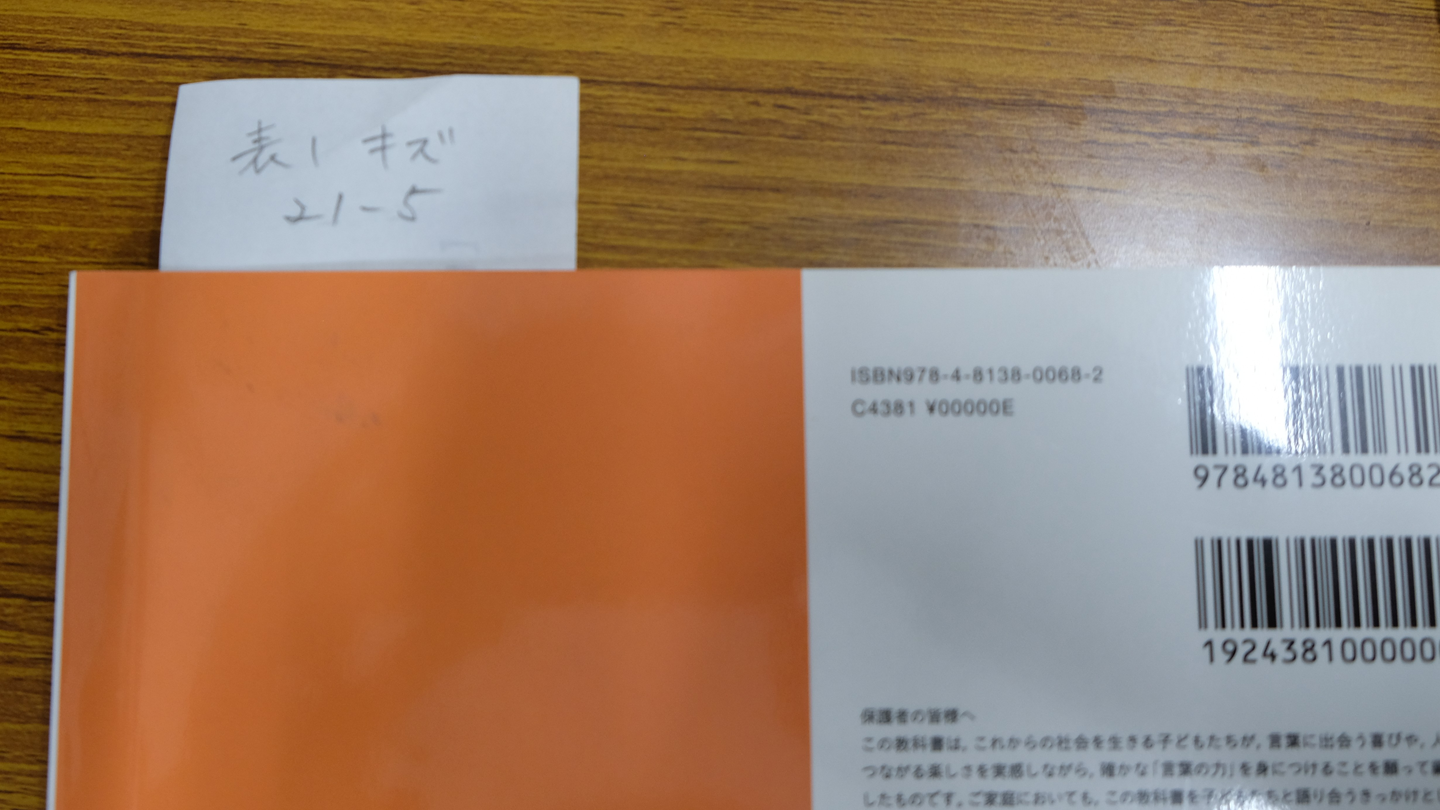 表1 キズ
21-5
ISBN978-4-8138-0068-2
C4381 ¥00000E
978481380068２
192438100000
保護者の皆様へ
この教科書は、これからの社会を生きる子どもたちが、言葉に出会う喜びや、人
つながる楽しさを実感しながら、確かな「言葉の力」を身につけることを願って
したものです。ご家庭においても、この教科書を子どもたちと語り合うきっかけと